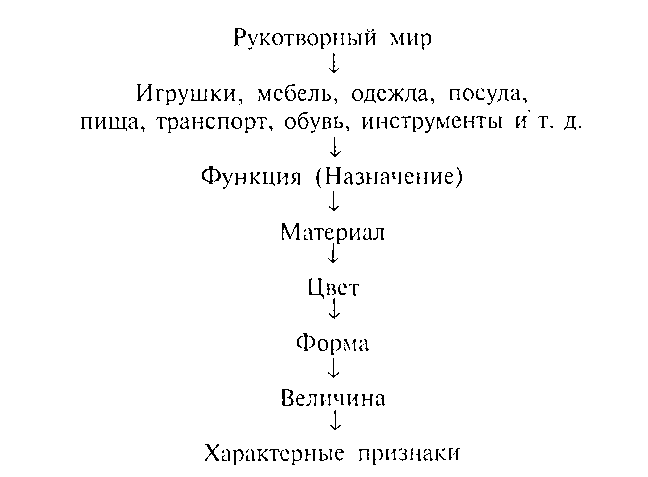 Рукотворный мир
↓
Игрушки, мебель, одежда, посуда,
пища, транспорт, обувь, инструменты и т. д.
↓
Функция (Назначение)
↓
Материал
↓
Цвет
↓
Форма
↓
Величина
↓
Характерные признаки